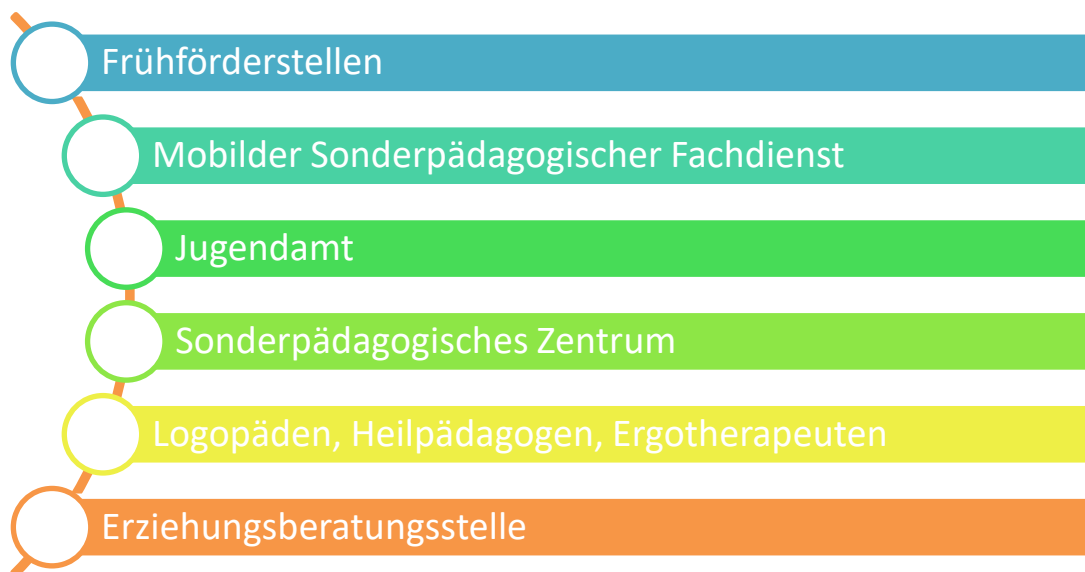 Frühförderstellen
Mobilder Sonderpädagogischer Fachdienst
Jugendamt
Sonderpädagogisches Zentrum
Logopäden, Heilpädagogen, Ergotherapeuten
Erziehungsberatungsstelle